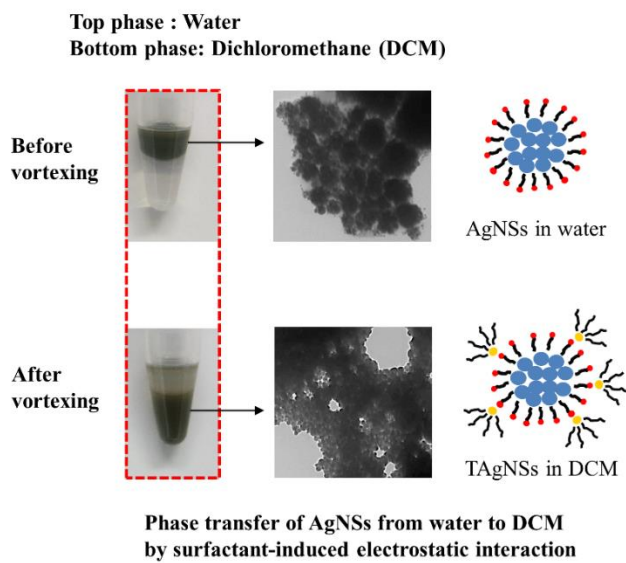 Top phase : Water
Bottom phase: Dichloromethane (DCM)
Before
vortexing
AgNSs in water
After
vortexing
TAgNSs in DCM
Phase transfer of AgNSs from water to DCM
by surfactant-induced electrostatic interaction